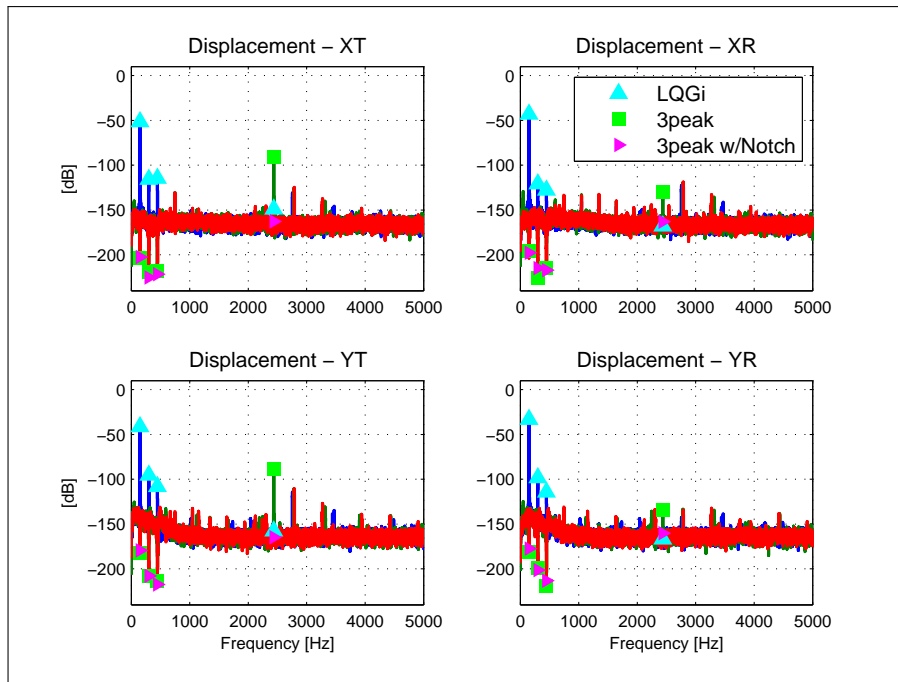 Displacement − XT
0
−50
−100
−150
−200
[dB]
0 1000 2000 3000 4000 5000
Displacement − XR
0
−50
−100
−150
−200
0 1000 2000 3000 4000 5000
LQGi
3peak
3peak w/Notch
Displacement − YT
0
−50
−100
−150
−200
[dB]
0 1000 2000 3000 4000 5000
Frequency [Hz]
Displacement − YR
0
−50
−100
−150
−200
0 1000 2000 3000 4000 5000
Frequency [Hz]